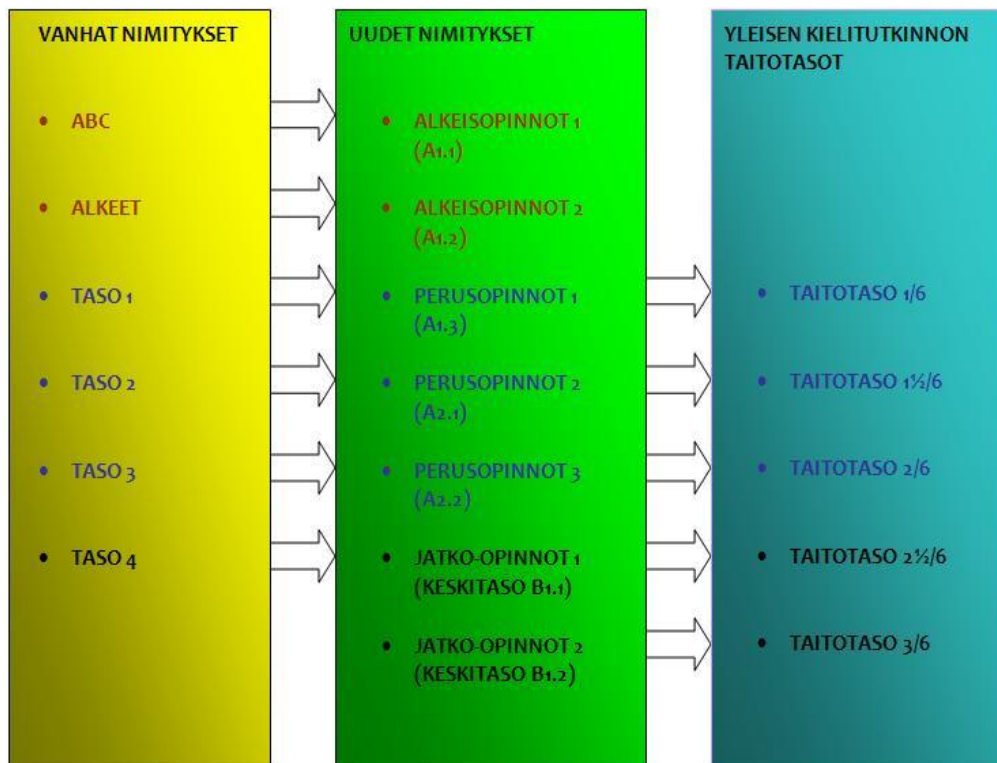 VANHAT NIMITYKSET
• ABC
• ALKEET
• TASO 1
• TASO 2
• TASO 3
• TASO 4
UUDET NIMITYKSET
• ALKEISOPINNOT 1
(A1.1)
• ALKEISOPINNOT 2
(A1.2)
• PERUSOPINNOT 1
(A1.3)
• PERUSOPINNOT 2
(A2.1)
• PERUSOPINNOT 3
(A2.2)
• JATKO-OPINNOT 1
(KESKITASO B1.1)
• JATKO-OPINNOT 2
(KESKITASO B1.2)
YLEISEN KIELITUTKINNON
TAITOTASOT
• TAITOTASO 1/6
• TAITOTASO 1½/6
• TAITOTASO 2/6
• TAITOTASO 2½/6
• TAITOTASO 3/6